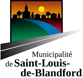 Municipalité
de Saint-Louis-
de-Blandford